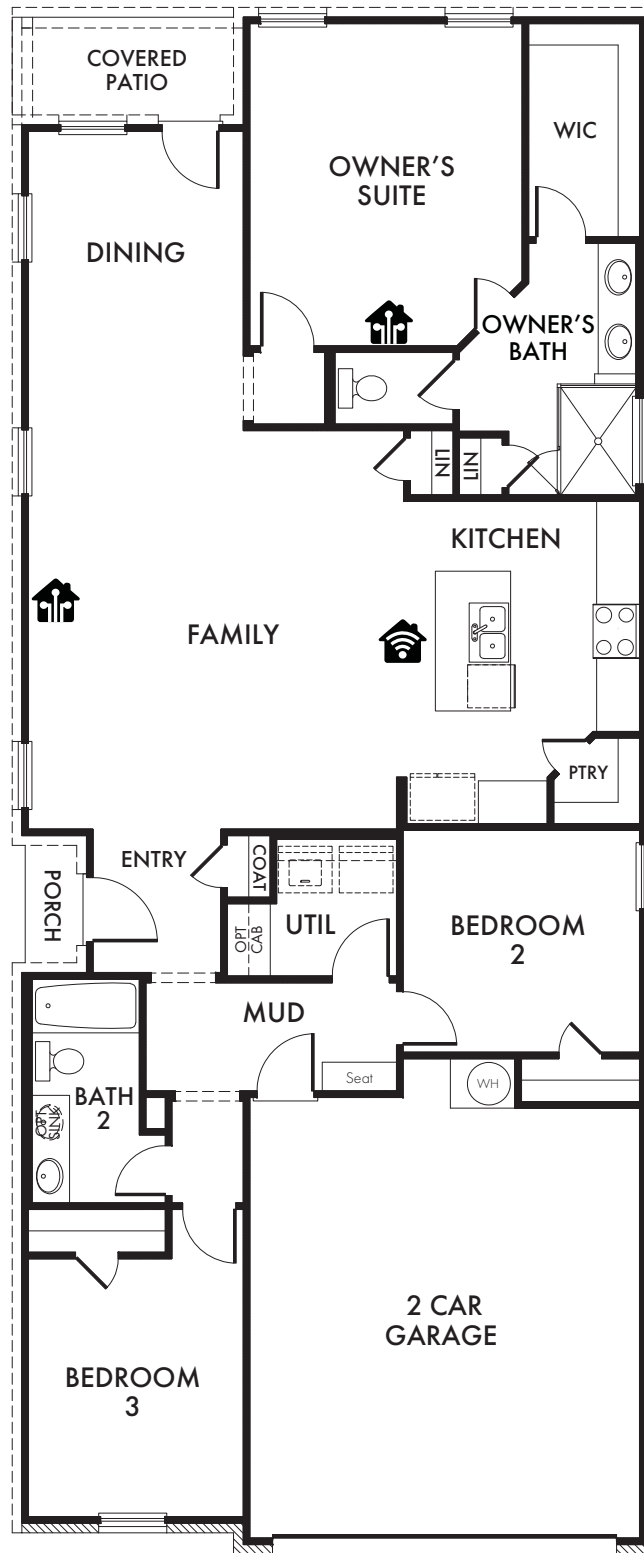 COVERED
PATIO
WIC
OWNER'S
SUITE
DINING
OWNER'S
BATH
LIN
LIN
KITCHEN
FAMILY
PTRY
ENTRY
COAT
PORCH
OPT
CAB
UTIL
BEDROOM
2
MUD
Seat
WH
BATH
2
2 CAR
GARAGE
BEDROOM
3